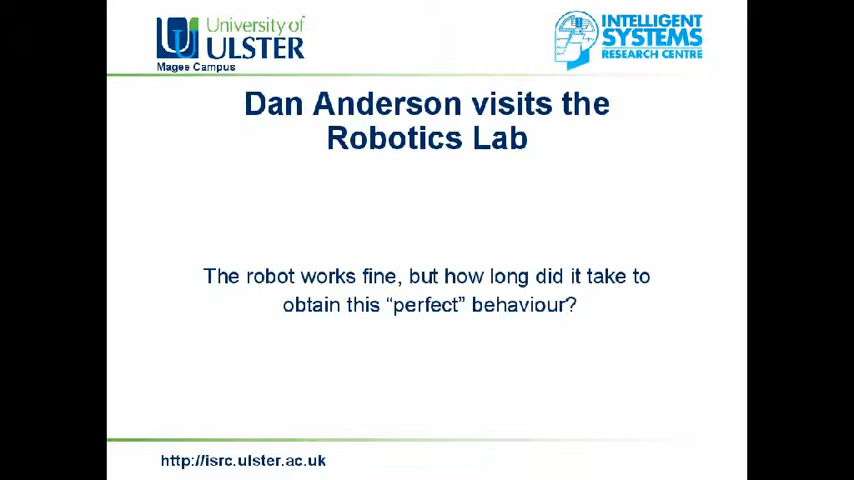 University of
ULSTER
Magee Campus
INTELLIGENT
SYSTEMS
RESEARCH CENTRE
Dan Anderson visits the
Robotics Lab
The robot works fine, but how long did it take to
obtain this “perfect” behaviour?
http://isrc.ulster.ac.uk